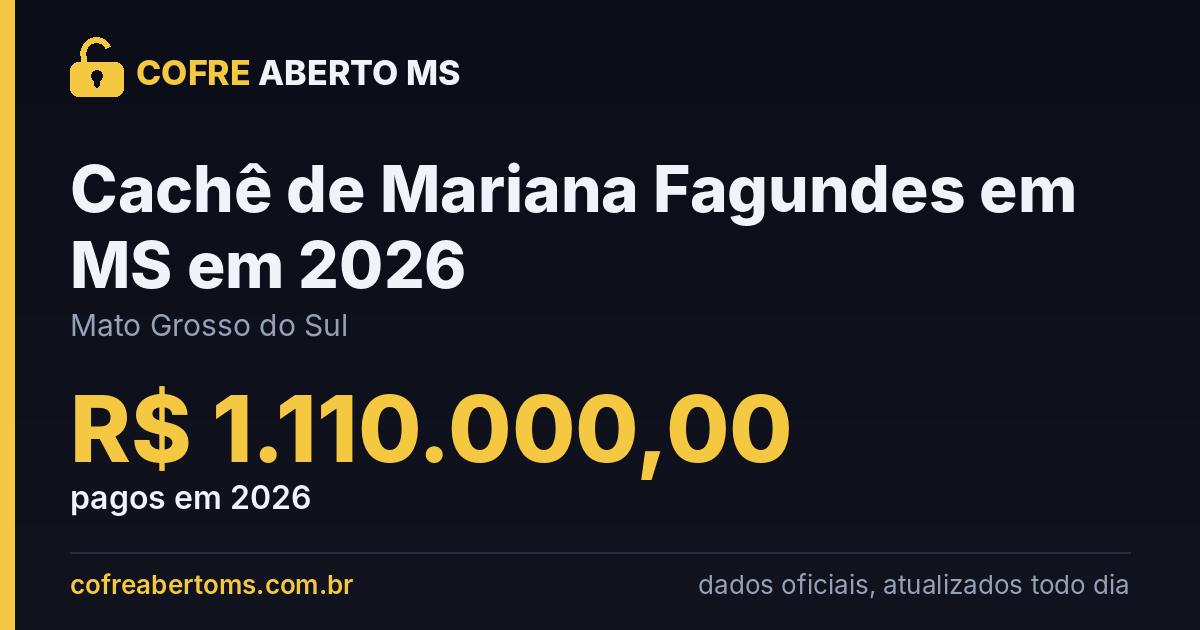 COFRE ABERTO MS
Cachê de Mariana Fagundes em
MS em 2026
Mato Grosso do Sul
R$ 1.110.000,00
pagos em 2026
cofreabertoms.com.br
dados oficiais, atualizados todo dia